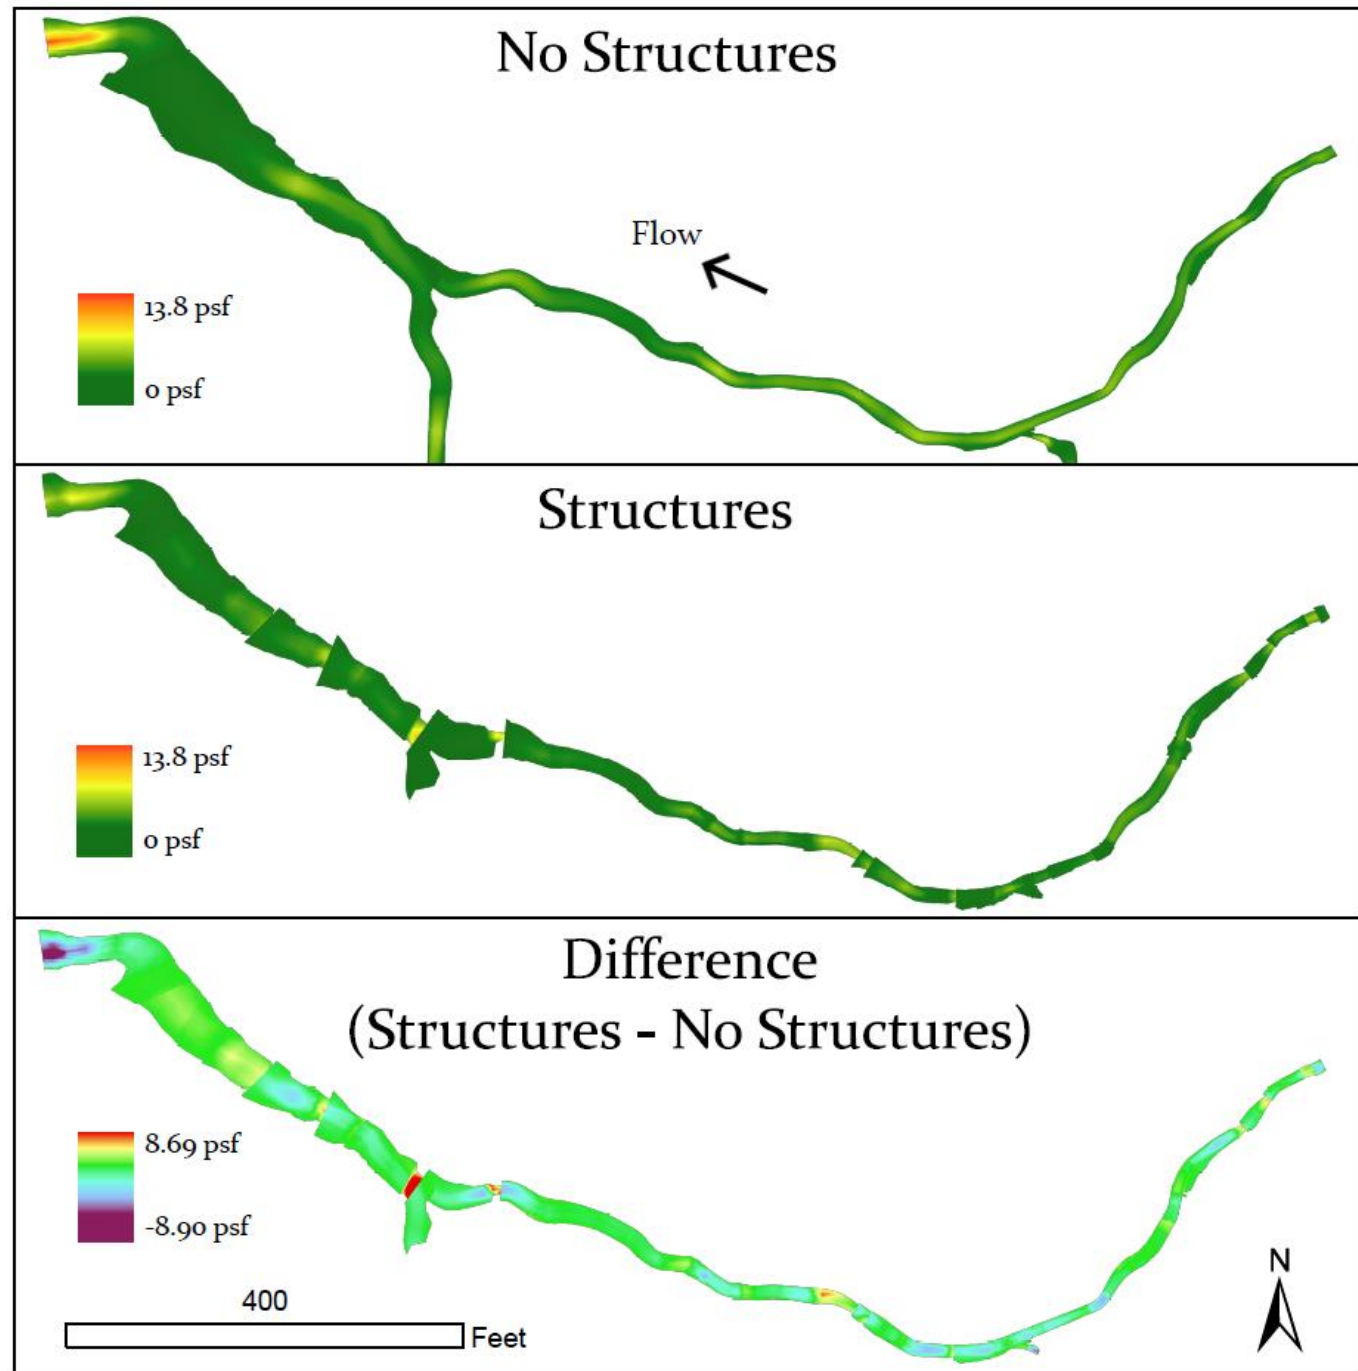 No Structures
Flow
13.8 psf
0 psf
Structures
13.8 psf
0 psf
Difference
(Structures - No Structures)
8.69 psf
-8.90 psf
400
Feet
N